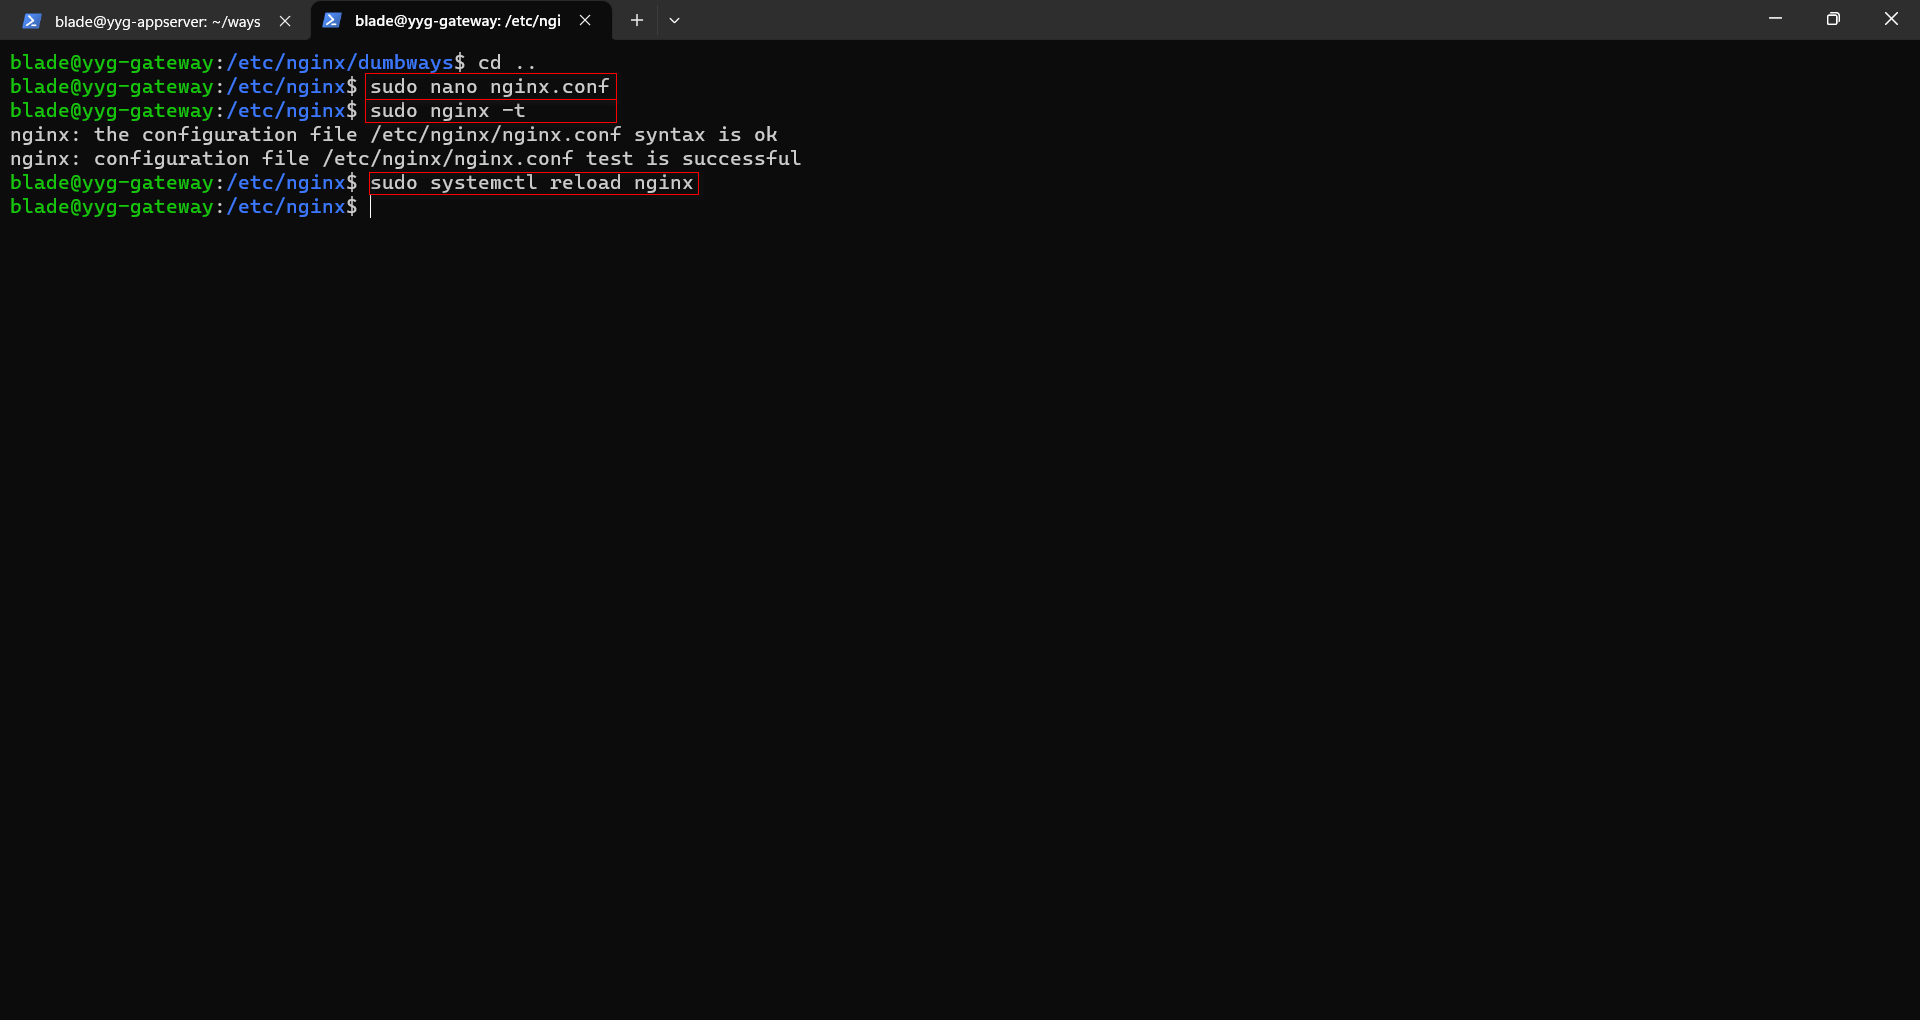 blade@yyg-appserver: ~/ways
blade@yyg-gateway: /etc/ngi
blade@yyg-gateway:/etc/nginx/dumbways$ cd ..
blade@yyg-gateway:/etc/nginx$ sudo nano nginx.conf
blade@yyg-gateway:/etc/nginx$ sudo nginx -t
nginx: the configuration file /etc/nginx/nginx.conf syntax is ok
nginx: configuration file /etc/nginx/nginx.conf test is successful
blade@yyg-gateway:/etc/nginx$ sudo systemctl reload nginx
blade@yyg-gateway:/etc/nginx$